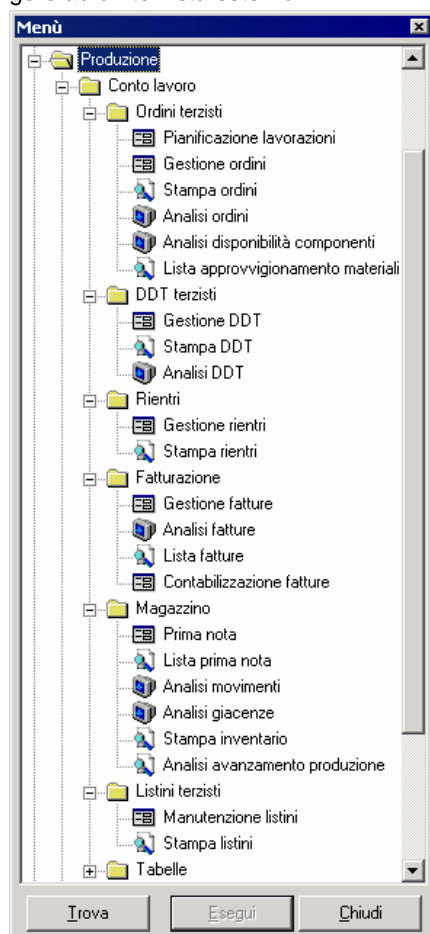 Menù
Produzione
Conto lavoro
Ordini terzisti
Pianificazione lavorazioni
Gestione ordini
Stampa ordini
Analisi ordini
Analisi disponibilità componenti
Lista approvvigionamento materiali
DDT terzisti
Gestione DDT
Stampa DDT
Analisi DDT
Rientri
Gestione rientri
Stampa rientri
Fatturazione
Gestione fatture
Analisi fatture
Lista fatture
Contabilizzazione fatture
Magazzino
Prima nota
Lista prima nota
Analisi movimenti
Analisi giacenze
Stampa inventario
Analisi avanzamento produzione
Listini terzisti
Manutenzione listini
Stampa listini
Tabelle
Trova Esegui Chiudi